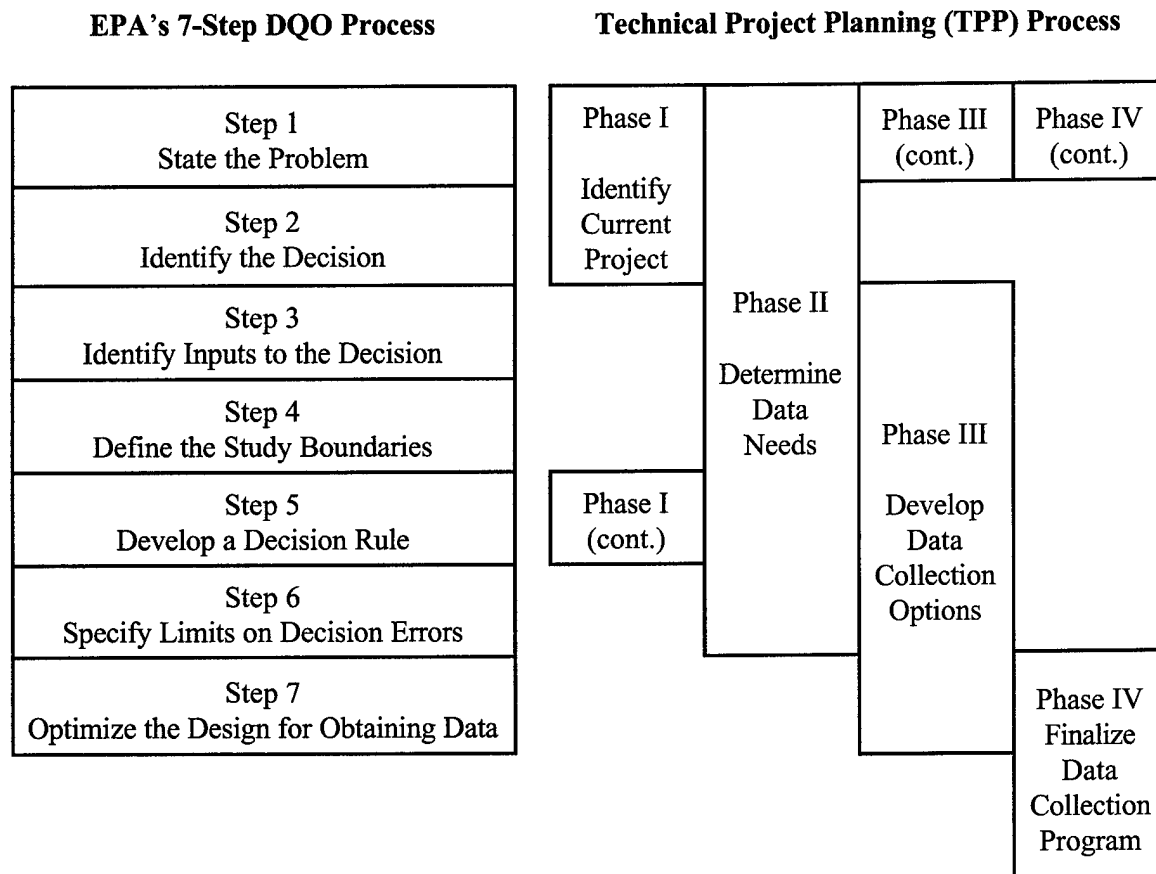 EPA's 7-Step DQO Process
Technical Project Planning (TPP) Process
Step 1
State the Problem
Step 2
Identify the Decision
Step 3
Identify Inputs to the Decision
Step 4
Define the Study Boundaries
Step 5
Develop a Decision Rule
Step 6
Specify Limits on Decision Errors
Step 7
Optimize the Design for Obtaining Data
Phase I
Identify
Current
Project
Phase I
(cont.)
Phase II
Determine
Data
Needs
Phase III
(cont.)
Phase III
Develop
Data
Collection
Options
Phase IV
(cont.)
Phase IV
Finalize
Data
Collection
Program